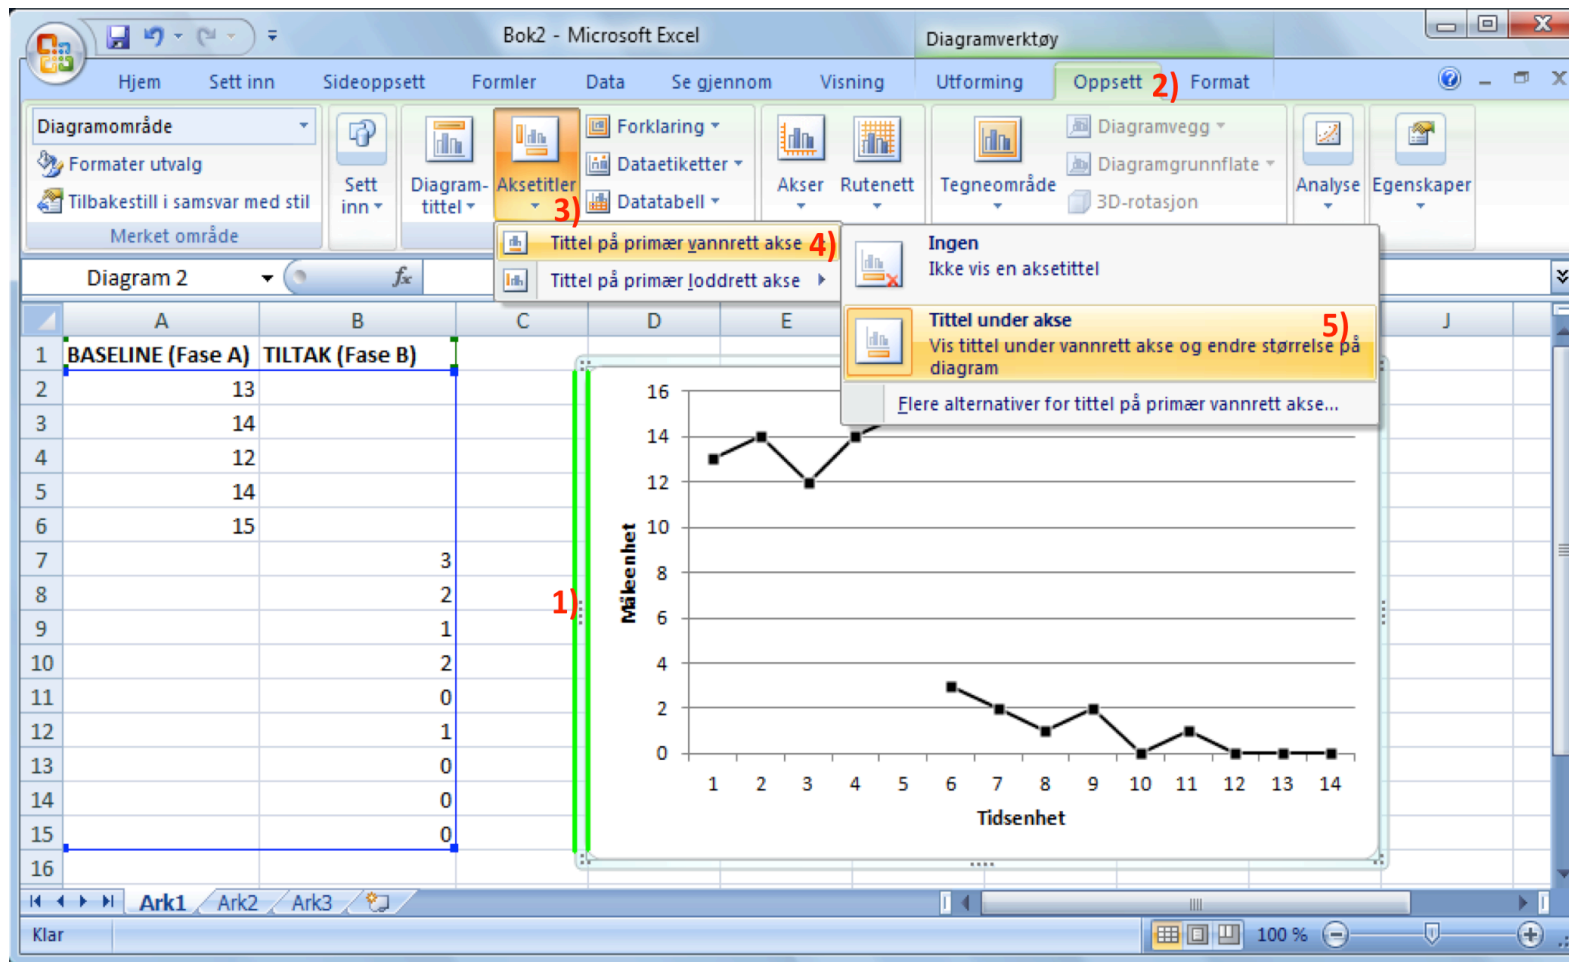 Bok2 - Microsoft Excel
Diagramverktøy
Hjem Sett inn Sideoppsett Formler Data Se gjennom Visning Utforming Oppsett 2) Format
Diagramområde
Formater utvalg
Tilbakestill i samsvar med stil
Merket område
Sett inn
Diagram-tittel
Aksetitler
3)
Forklaring
Dataetiketter
Datatabell
Akser
Rutenett
Tegneområde
Diagramvegg
Diagramgrunnflate
3D-rotasjon
Analyse
Egenskaper
Tittel på primær vannrett akse 4)
Tittel på primær loddrett akse
Ingen
Ikke vis en aksetittel
Tittel under akse
5)
Vis tittel under vannrett akse og endre størrelse på
diagram
Flere alternativer for tittel på primær vannrett akse...
Diagram 2
fx
A B C D E J
1 BASELINE (Fase A) TILTAK (Fase B)
2 13
3 14
4 12
5 14
6 15
7 3
8 2
9 1
10 2
11 0
12 1
13 0
14 0
15 0
16
1)
16
14
12
10
8
6
4
2
0
Måleenhet
1 2 3 4 5 6 7 8 9 10 11 12 13 14
Tidsenhet
Ark1 Ark2 Ark3
Klar
100 %